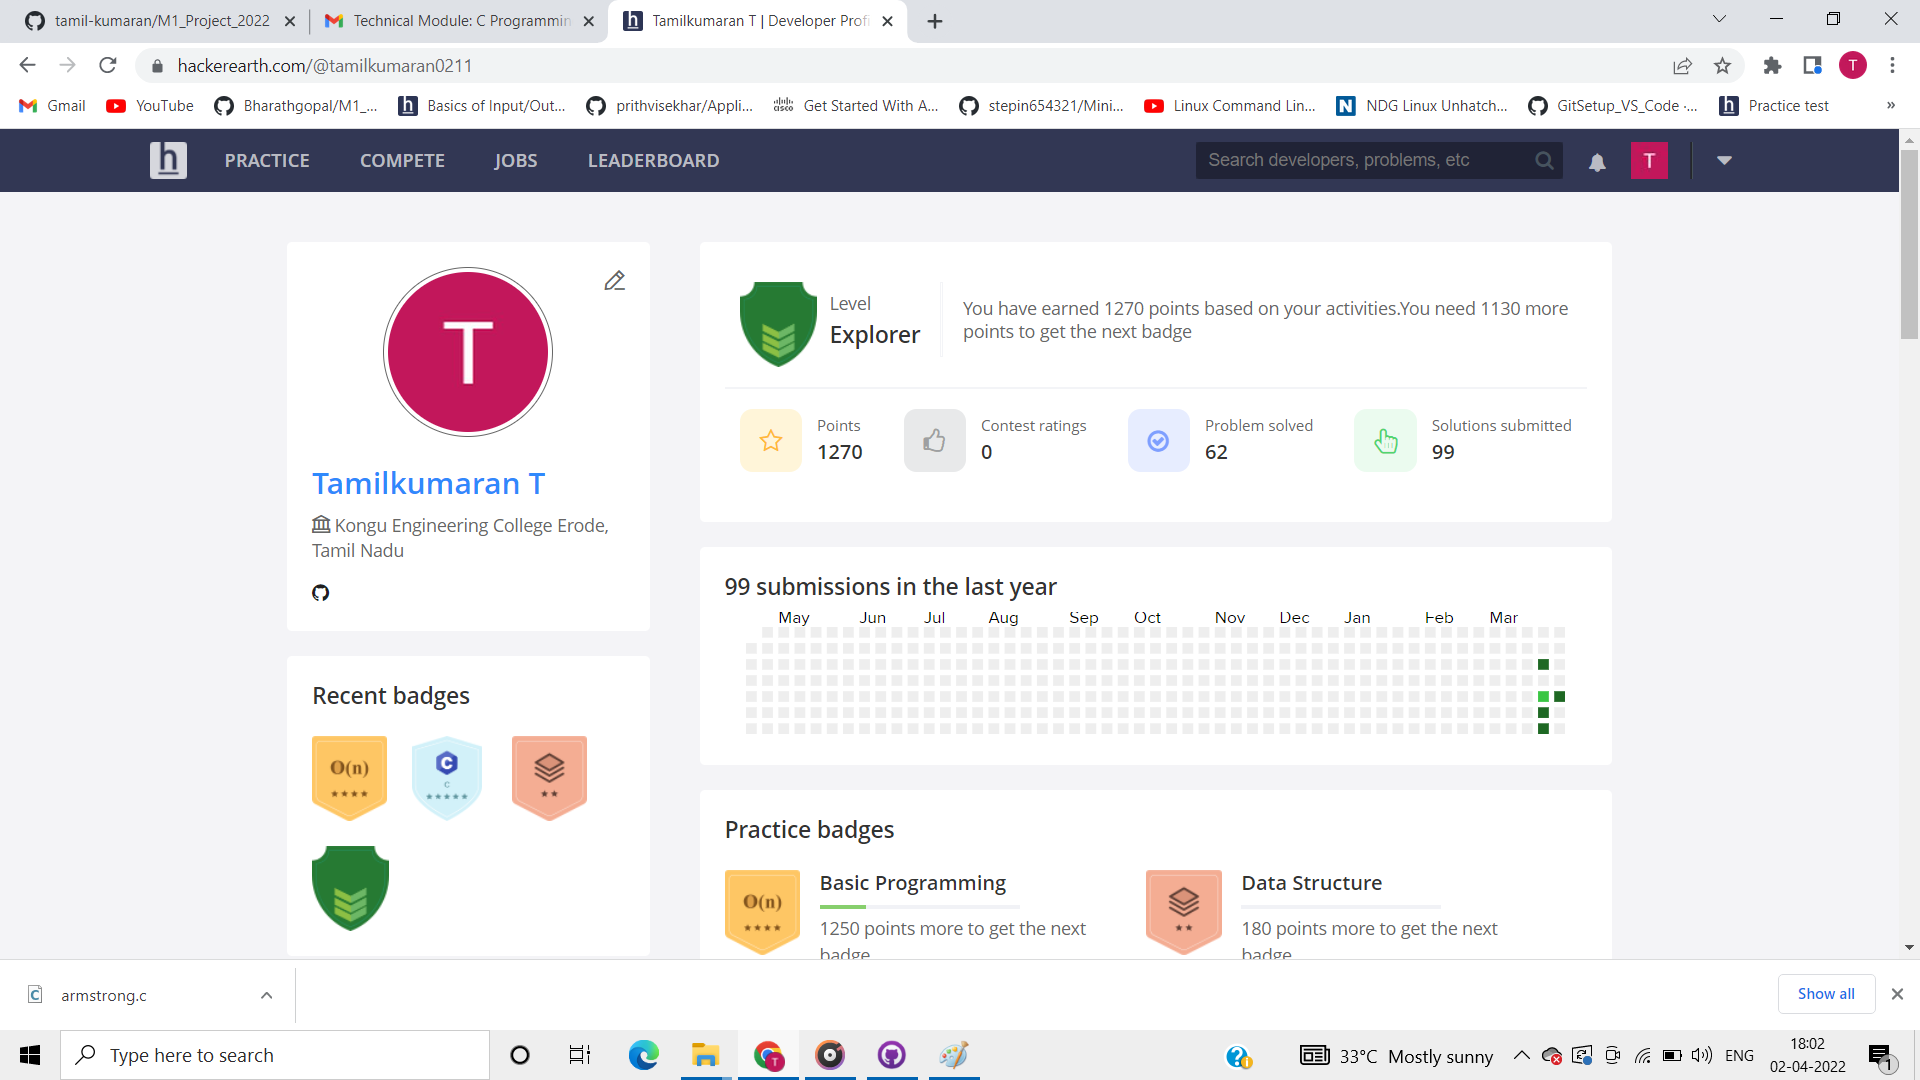 tamil-kumaran/M1_Project_2022
Technical Module: C Programmin
Tamilkumaran T | Developer Profi
hackerearth.com/@tamilkumaran0211
T
Gmail
YouTube
Bharathgopal/M1_...
Basics of Input/Out...
prithvisekhar/Appli...
Get Started With A...
stepin654321/Mini...
Linux Command Lin...
NDG Linux Unhatch...
GitSetup_VS_Code -...
Practice test
»
h
PRACTICE
COMPETE
JOBS
LEADERBOARD
Search developers, problems, etc
T
T
Tamilkumaran T
Kongu Engineering College Erode,
Tamil Nadu
Level
Explorer
You have earned 1270 points based on your activities.You need 1130 more
points to get the next badge
Points
1270
Contest ratings
0
Problem solved
62
Solutions submitted
99
99 submissions in the last year
May Jun Jul Aug Sep Oct Nov Dec Jan Feb Mar
Recent badges
O(n)
C
C
Practice badges
O(n)
Basic Programming
1250 points more to get the next
badge
Data Structure
180 points more to get the next
badge
armstrong.c
Show all
Type here to search
T
33°C Mostly sunny
ENG
18:02
02-04-2022
1